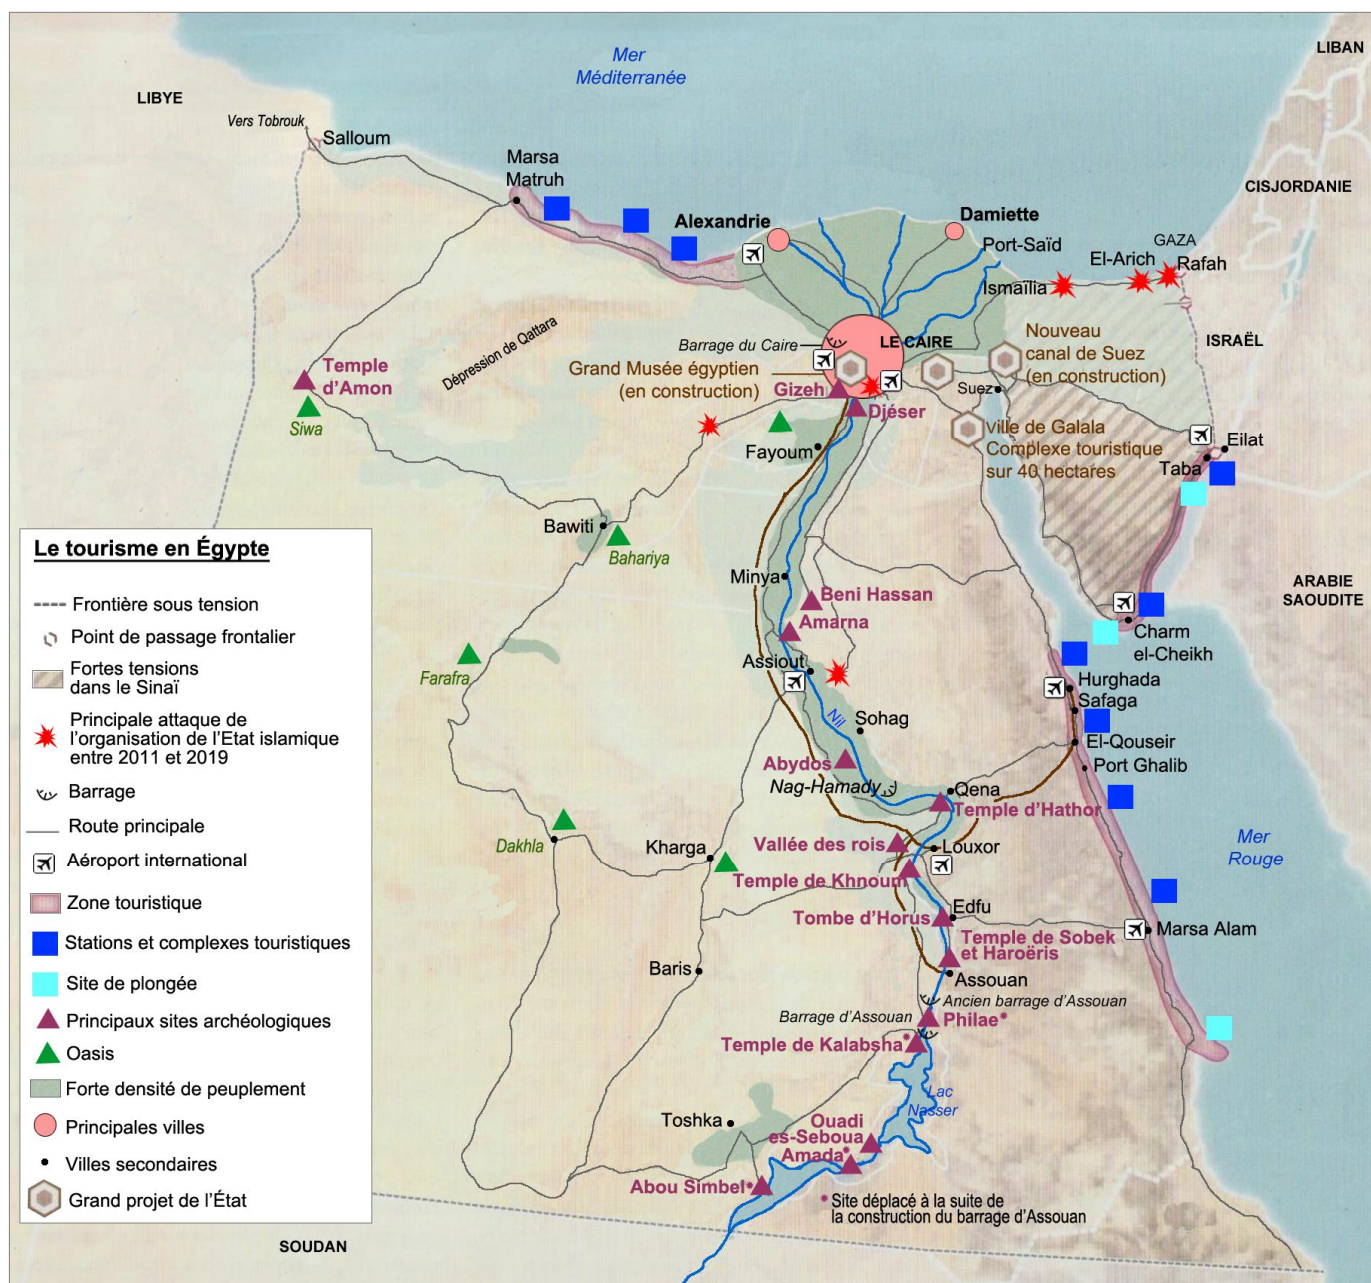 Mer
Méditerranée
LIBAN
LIBYE
Vers Tobrouk
Salloum
Marsa
Matruh
CISJORDANIE
Alexandrie
Damiette
Port-Saïd
GAZA
El-Arich
Rafah
Ismaïlia
Nouveau
canal de Suez
(en construction)
ISRAËL
Barrage du Caire
LE CAIRE
Grand Musée égyptien
(en construction)
Dépression de Qattara
Temple
d'Amon
Siwa
Gizeh
Djéser
Suez
ville de Galala
Complexe touristique
sur 40 hectares
Eilat
Taba
Fayoum
Bawiti
Bahariya
Minya
Beni Hassan
Amarna
ARABIE
SAOUDITE
Charm
el-Cheikh
Assiout
Farafra
Hurghada
Safaga
Nil
Sohag
El-Qouseir
Port Ghalib
Abydos
Nag-Hamady
Qena
Temple d'Hathor
Mer
Rouge
Dakhla
Kharga
Vallée des rois
Louxor
Temple de Khnoum
Tombe d'Horus
Edfu
Marsa Alam
Temple de Sobek
et Haroëris
Baris
Assouan
Ancien barrage d'Assouan
Barrage d'Assouan
Philae*
Temple de Kalabsha*
Lac
Nasser
Toshka
Ouadi
es-Seboua
Amada*
Abou Simbel*
* Site déplacé à la suite de
la construction du barrage d'Assouan
SOUDAN
Le tourisme en Égypte
Frontière sous tension
Point de passage frontalier
Fortes tensions
dans le Sinaï
Principale attaque de
l'organisation de l'Etat islamique
entre 2011 et 2019
Barrage
Route principale
Aéroport international
Zone touristique
Stations et complexes touristiques
Site de plongée
Principaux sites archéologiques
Oasis
Forte densité de peuplement
Principales villes
Villes secondaires
Grand projet de l'État